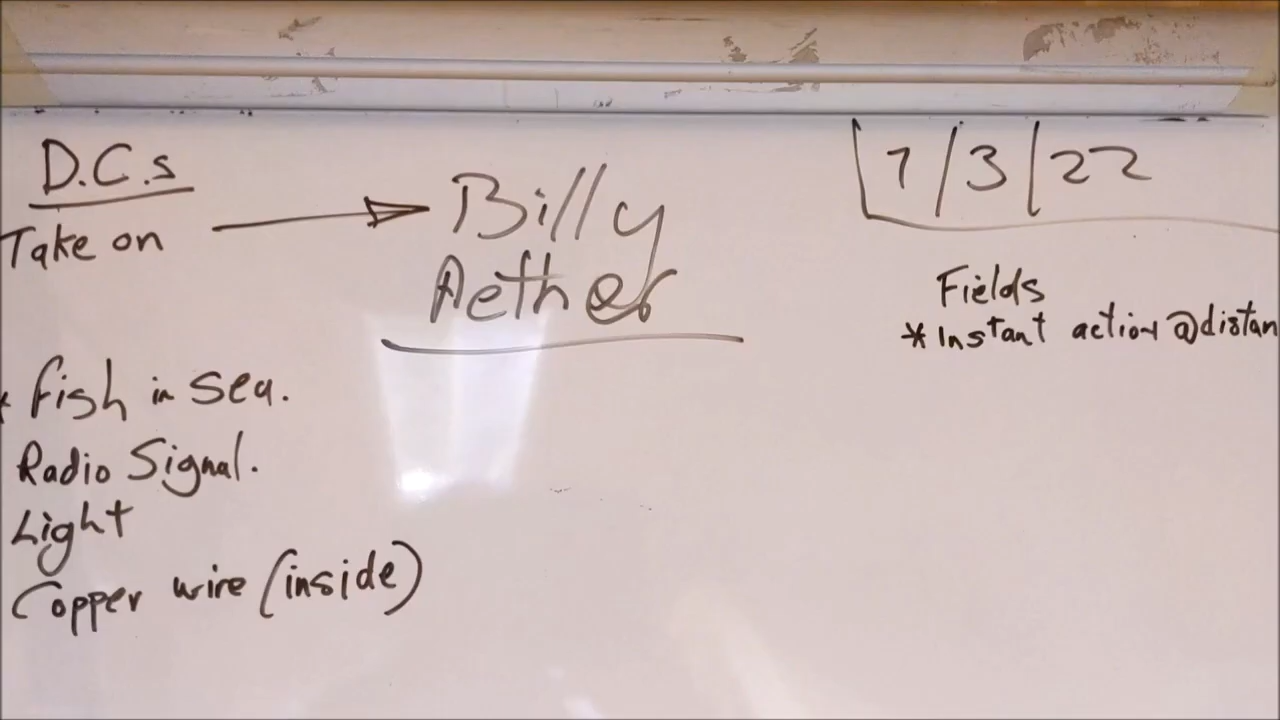 D.C.s
Take on
Billy
Aether
7/3/22
Fields
* Instant action @distan
* Fish in sea.
Radio Signal.
Light
Copper wire (inside)